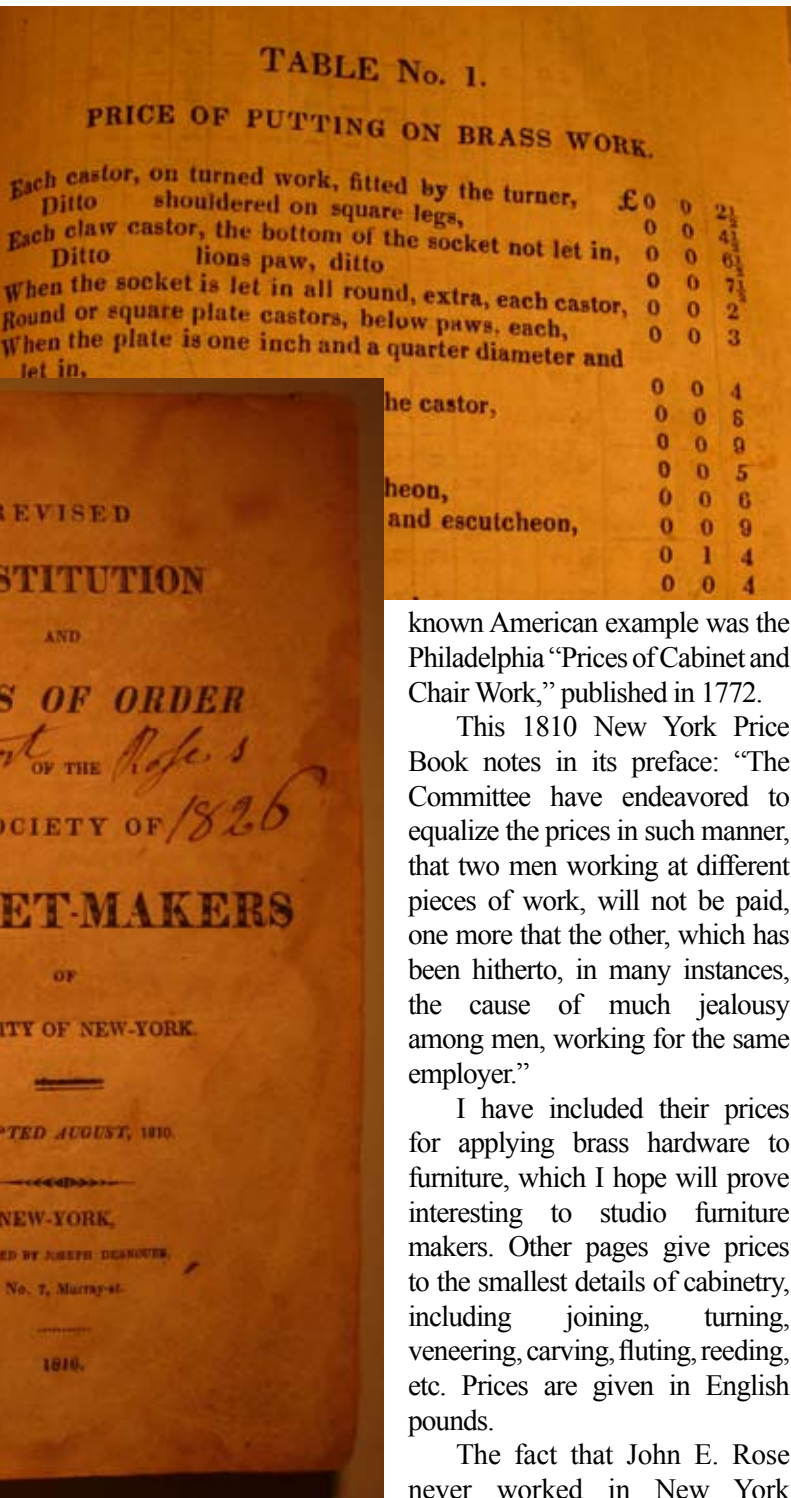 TABLE No. 1.
PRICE OF PUTTING ON BRASS WORK.
Each castor, on turned work, fitted by the turner, £0 0 2½
Ditto shouldered on square legs, 0 0 4½
Each claw castor, the bottom of the socket not let in, 0 0 6½
Ditto lions paw, ditto 0 0 7½
When the socket is let in all round, extra, each castor, 0 0 2
Round or square plate castors, below paws, each, 0 0 3
When the plate is one inch and a quarter diameter and
let in, 0 0 4
he castor, 0 0 6
0 0 9
0 0 5
heon, 0 0 6
and escutcheon, 0 0 9
0 1 4
0 0 4
REVISED
STITUTION
AND
S OF ORDER
OF THE
OCIETY OF 1826
ET-MAKERS
OF
ITY OF NEW-YORK.
PTED AUGUST, 1810.
NEW-YORK,
ED BY JOSEPH
No. 7, Murray-st.
1810.
known American example was the
Philadelphia “Prices of Cabinet and
Chair Work,” published in 1772.
This 1810 New York Price
Book notes in its preface: “The
Committee have endeavored to
equalize the prices in such manner,
that two men working at different
pieces of work, will not be paid,
one more that the other, which has
been hitherto, in many instances,
the cause of much jealousy
among men, working for the same
employer.”
I have included their prices
for applying brass hardware to
furniture, which I hope will prove
interesting to studio furniture
makers. Other pages give prices
to the smallest details of cabinetry,
including joining, turning,
veneering, carving, fluting, reeding,
etc. Prices are given in English
pounds.
The fact that John E. Rose
never worked in New York